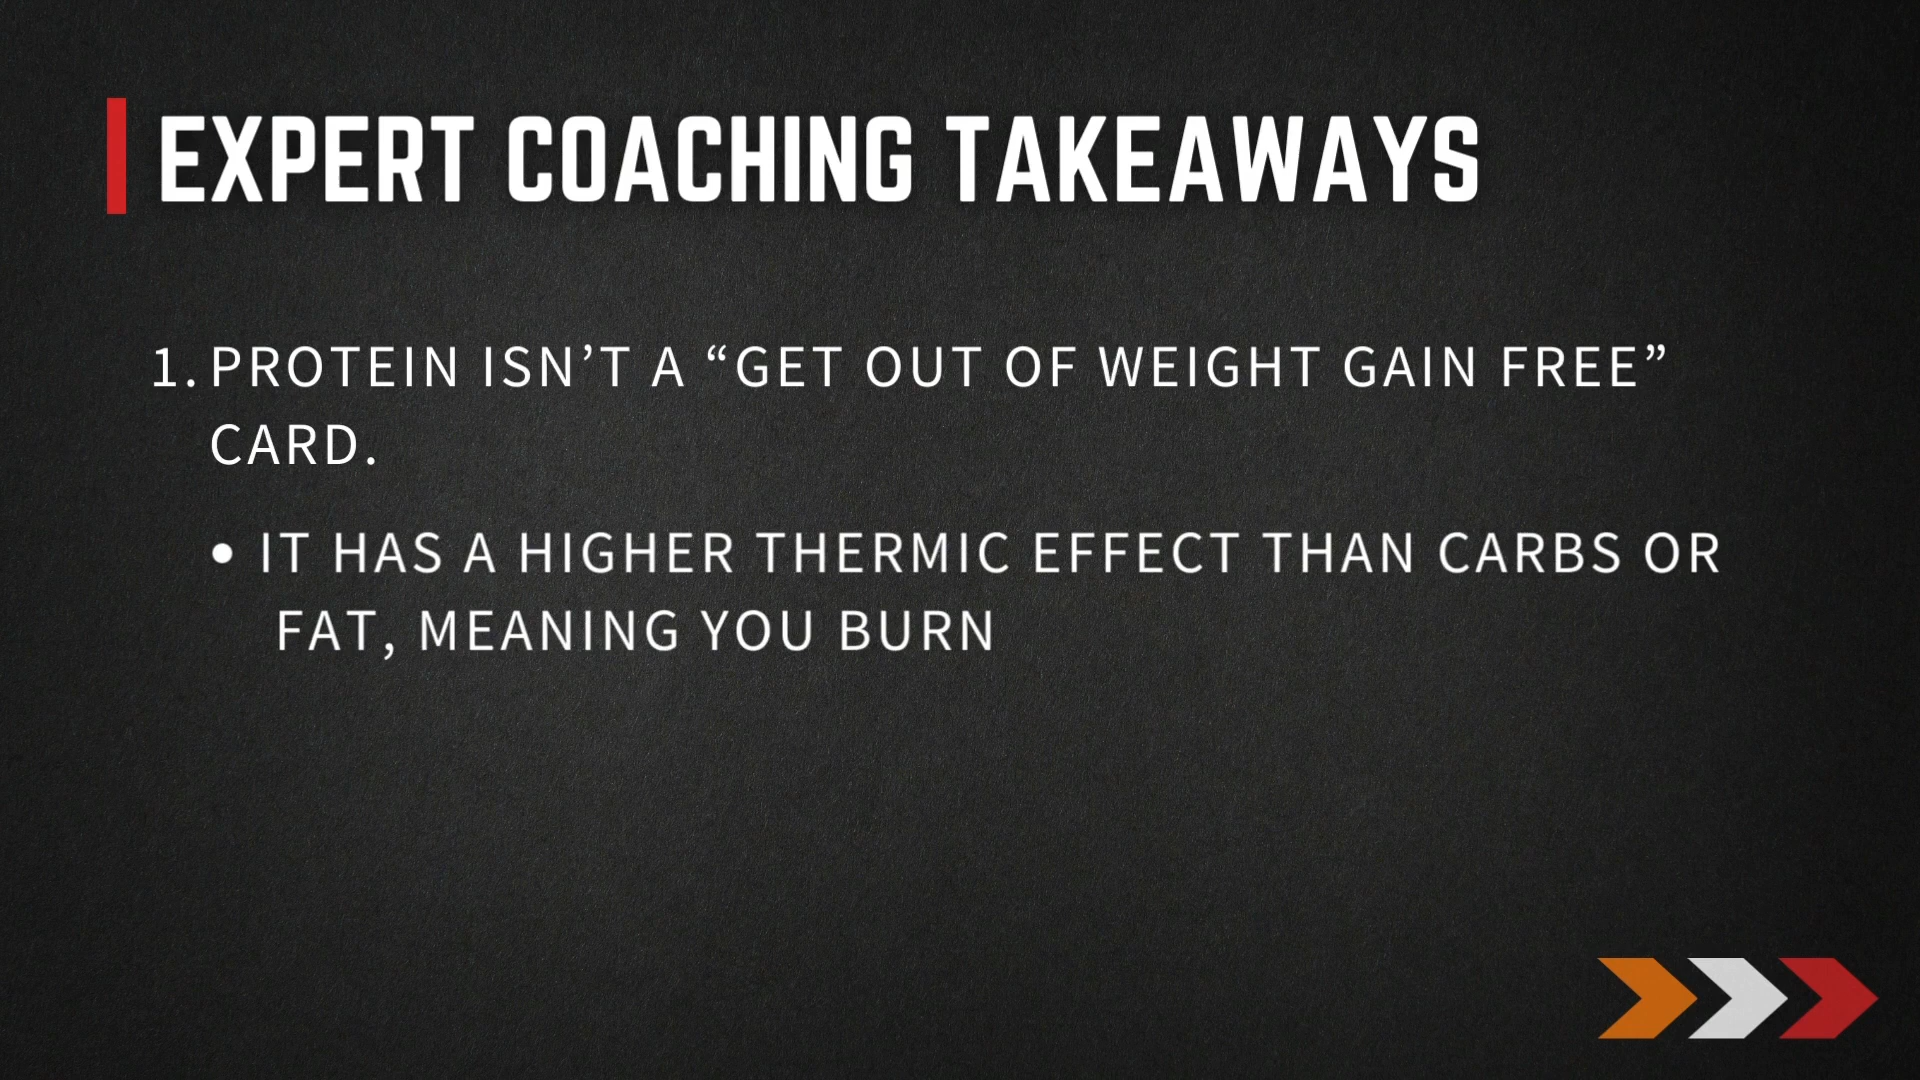 EXPERT COACHING TAKEAWAYS
1. PROTEIN ISN’T A “GET OUT OF WEIGHT GAIN FREE”
CARD.
• IT HAS A HIGHER THERMIC EFFECT THAN CARBS OR
FAT, MEANING YOU BURN